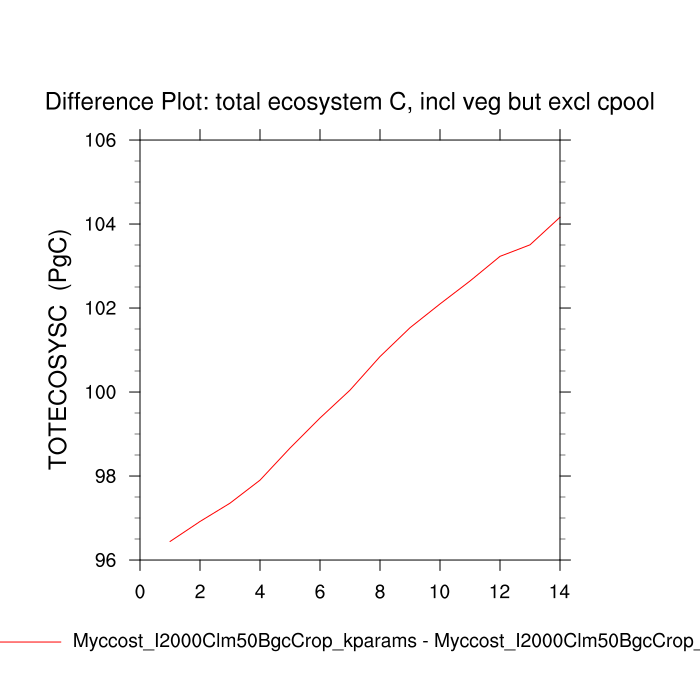 Difference Plot: total ecosystem C, incl veg but excl cpool
TOTECOSYSC (PgC)
106
104
102
100
98
96
0 2 4 6 8 10 12 14
Myccost_I2000Clm50BgcCrop_kparams - Myccost_I2000Clm50BgcCrop_